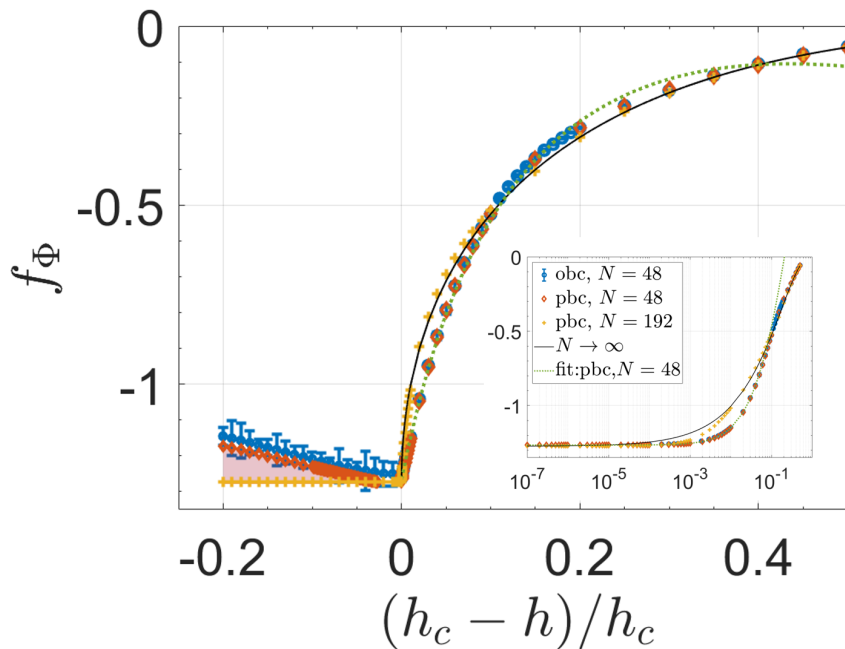 0
-0.5
-1
f_Φ
-0.2
0
0.2
0.4
(h_c − h)/h_c
0
-0.5
-1
10^-7
10^-5
10^-3
10^-1
obc, N = 48
pbc, N = 48
pbc, N = 192
N → ∞
fit:pbc,N = 48